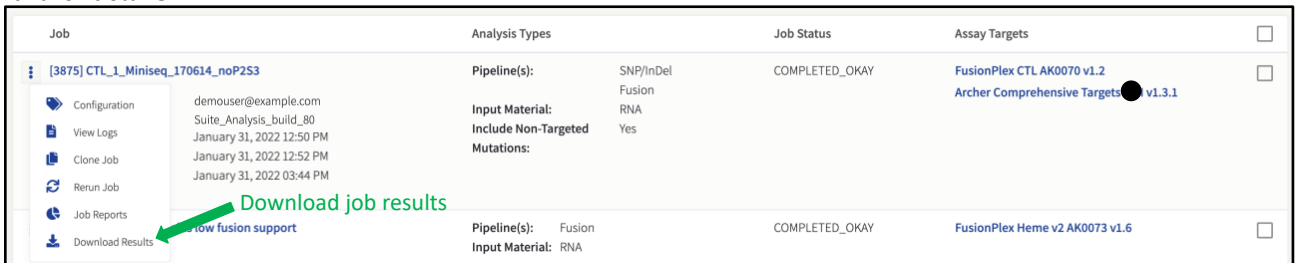 Job Analysis Types Job Status Assay Targets
[3875] CTL_1_Miniseq_170614_noP2S3 Pipeline(s): SNP/InDel COMPLETED_OKAY FusionPlex CTL AK0070 v1.2
Fusion Archer Comprehensive Targets v1.3.1
Configuration demouser@example.com
Input Material: RNA
Suite_Analysis_build_80
Include Non-Targeted Yes
View Logs January 31, 2022 12:50 PM
Mutations:
Clone Job January 31, 2022 12:52 PM
January 31, 2022 03:44 PM
Rerun Job
Download job results
Job Reports
low fusion support Pipeline(s): Fusion COMPLETED_OKAY FusionPlex Heme v2 AK0073 v1.6
Download Results
Input Material: RNA